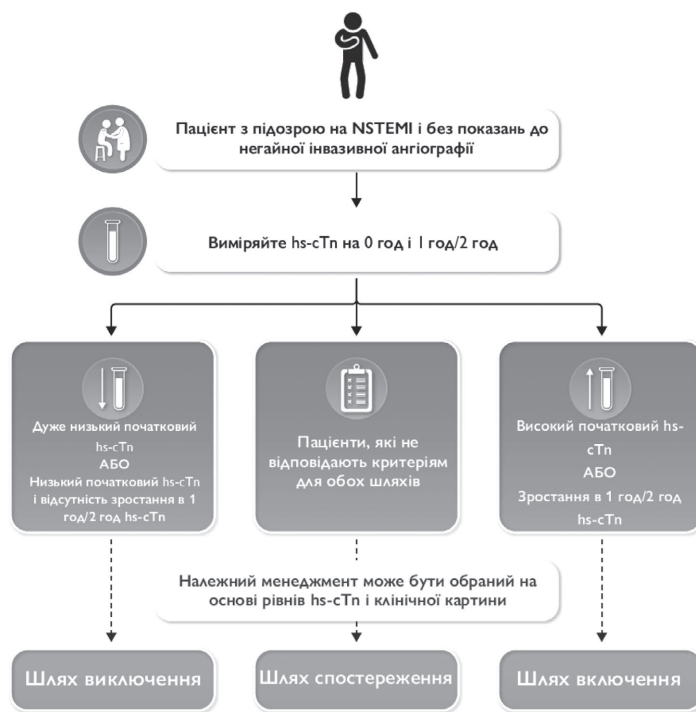 Пацієнт з підозрою на NSTEMI і без показань до
негайної інвазивної ангіографії
Виміряйте hs-cTn на 0 год і 1 год/2 год
Дуже низький початковий
hs-cTn
АБО
Низький початковий hs-cTn
і відсутність зростання в 1
год/2 год hs-cTn
Пацієнти, які не
відповідають критеріям
для обох шляхів
Високий початковий hs-
cTn
АБО
Зростання в 1 год/2 год
hs-cTn
Належний менеджмент може бути обраний на
основі рівнів hs-cTn і клінічної картини
Шлях виключення
Шлях спостереження
Шлях включення